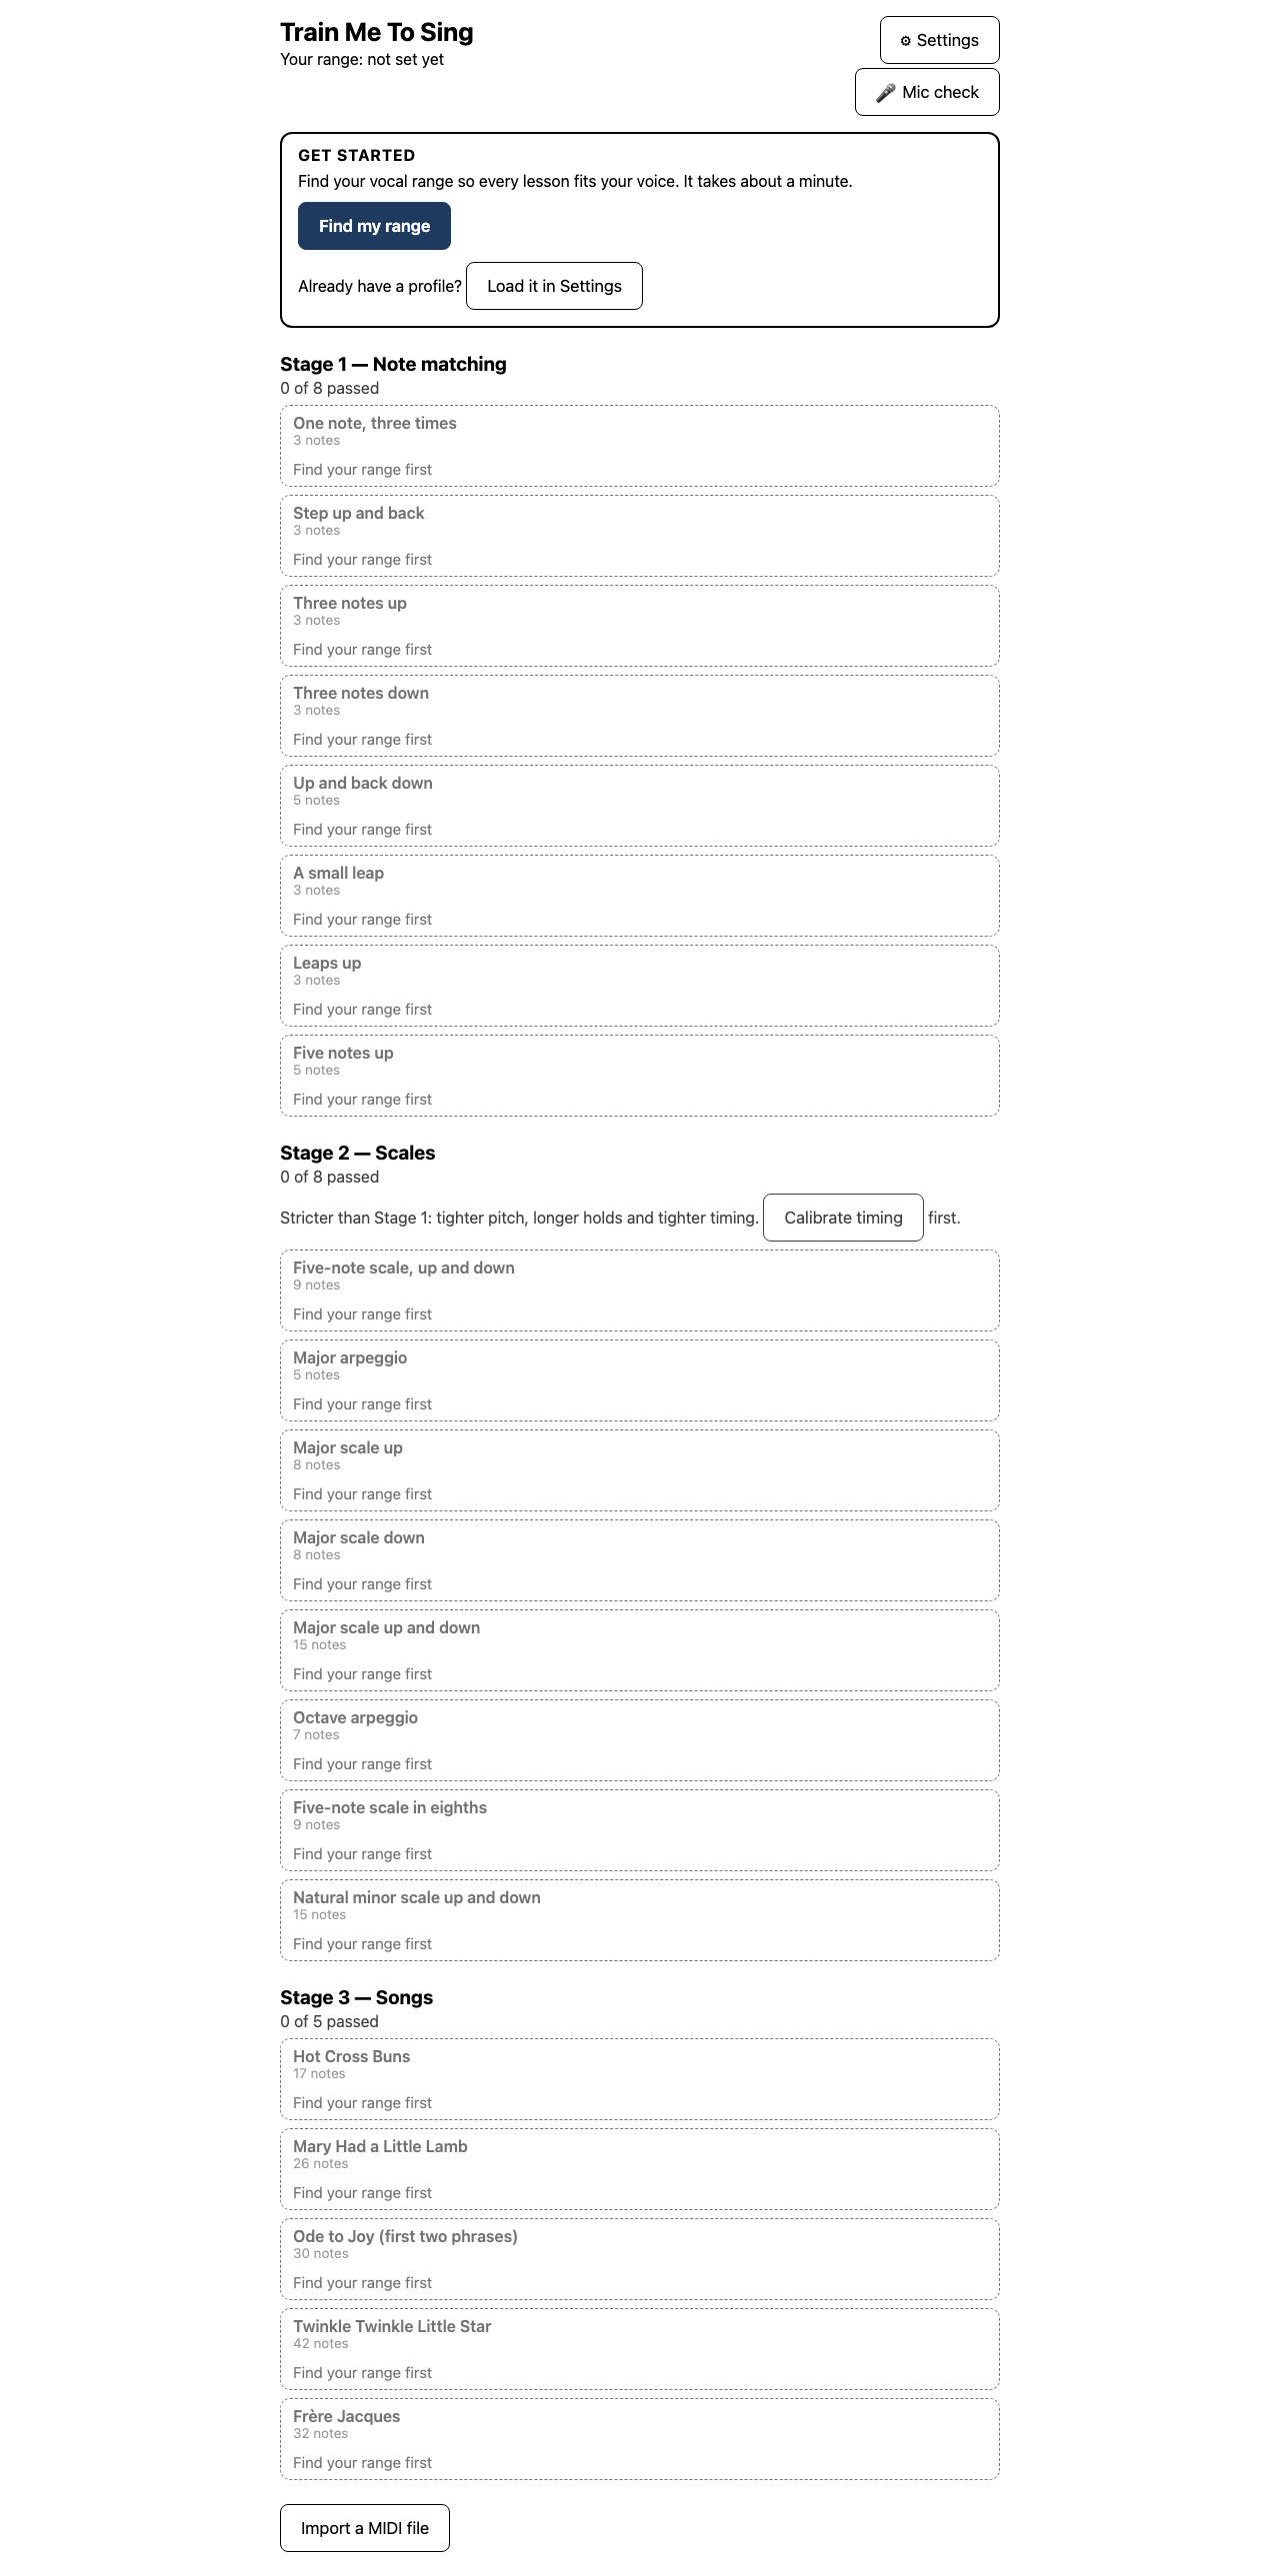 Train Me To Sing
Your range: not set yet
⚙ Settings
🎤 Mic check
GET STARTED
Find your vocal range so every lesson fits your voice. It takes about a minute.
Find my range
Already have a profile? Load it in Settings
Stage 1 — Note matching
0 of 8 passed
One note, three times
3 notes
Find your range first
Step up and back
3 notes
Find your range first
Three notes up
3 notes
Find your range first
Three notes down
3 notes
Find your range first
Up and back down
5 notes
Find your range first
A small leap
3 notes
Find your range first
Leaps up
3 notes
Find your range first
Five notes up
5 notes
Find your range first
Stage 2 — Scales
0 of 8 passed
Stricter than Stage 1: tighter pitch, longer holds and tighter timing. Calibrate timing first.
Five-note scale, up and down
9 notes
Find your range first
Major arpeggio
5 notes
Find your range first
Major scale up
8 notes
Find your range first
Major scale down
8 notes
Find your range first
Major scale up and down
15 notes
Find your range first
Octave arpeggio
7 notes
Find your range first
Five-note scale in eighths
9 notes
Find your range first
Natural minor scale up and down
15 notes
Find your range first
Stage 3 — Songs
0 of 5 passed
Hot Cross Buns
17 notes
Find your range first
Mary Had a Little Lamb
26 notes
Find your range first
Ode to Joy (first two phrases)
30 notes
Find your range first
Twinkle Twinkle Little Star
42 notes
Find your range first
Frère Jacques
32 notes
Find your range first
Import a MIDI file